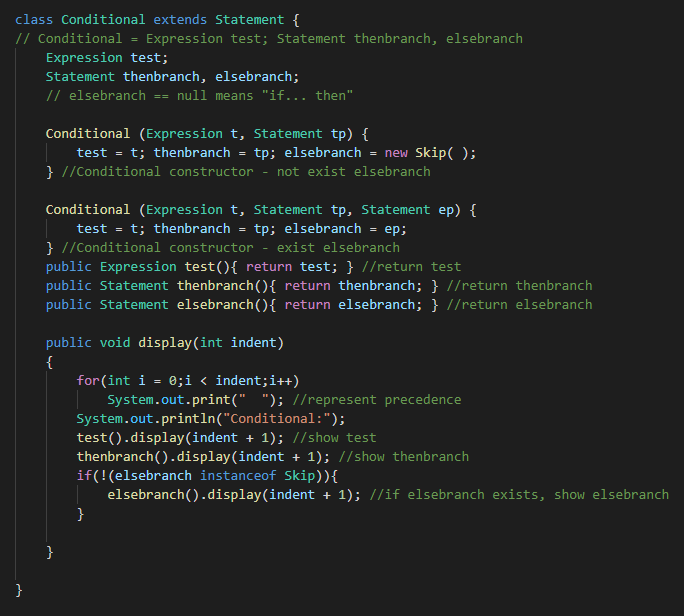 class Conditional extends Statement {
// Conditional = Expression test; Statement thenbranch, elsebranch
    Expression test;
    Statement thenbranch, elsebranch;
    // elsebranch == null means "if... then"

    Conditional (Expression t, Statement tp) {
        test = t; thenbranch = tp; elsebranch = new Skip( );
    } //Conditional constructor - not exist elsebranch

    Conditional (Expression t, Statement tp, Statement ep) {
        test = t; thenbranch = tp; elsebranch = ep;
    } //Conditional constructor - exist elsebranch
    public Expression test(){ return test; } //return test
    public Statement thenbranch(){ return thenbranch; } //return thenbranch
    public Statement elsebranch(){ return elsebranch; } //return elsebranch

    public void display(int indent)
    {
        for(int i = 0;i < indent;i++)
            System.out.print("  "); //represent precedence
        System.out.println("Conditional:");
        test().display(indent + 1); //show test
        thenbranch().display(indent + 1); //show thenbranch
        if(!(elsebranch instanceof Skip)){
            elsebranch().display(indent + 1); //if elsebranch exists, show elsebranch
        }

    }

}